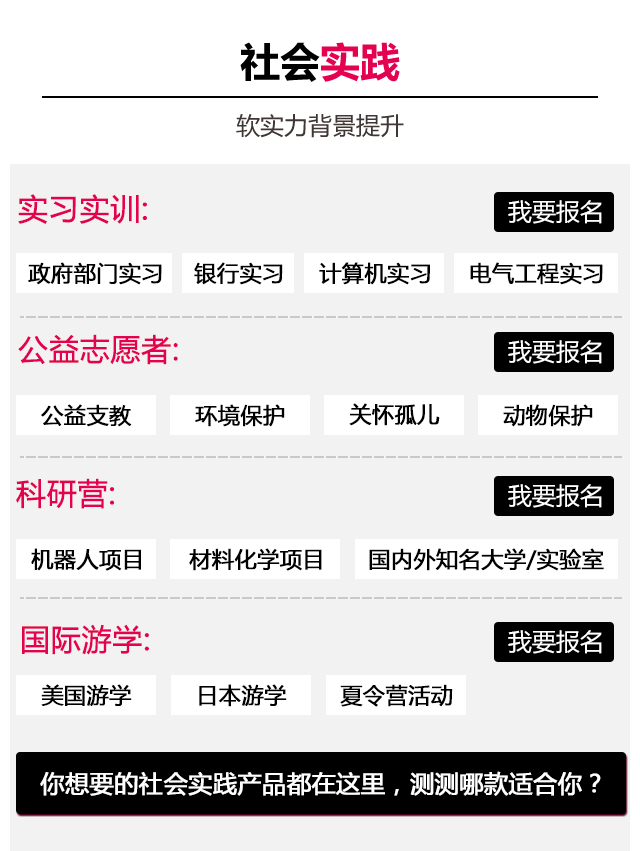 社会实践
软实力背景提升
实习实训:
我要报名
政府部门实习 银行实习 计算机实习 电气工程实习
公益志愿者:
我要报名
公益支教 环境保护 关怀孤儿 动物保护
科研营:
我要报名
机器人项目 材料化学项目 国内外知名大学/实验室
国际游学:
我要报名
美国游学 日本游学 夏令营活动
你想要的社会实践产品都在这里，测测哪款适合你？